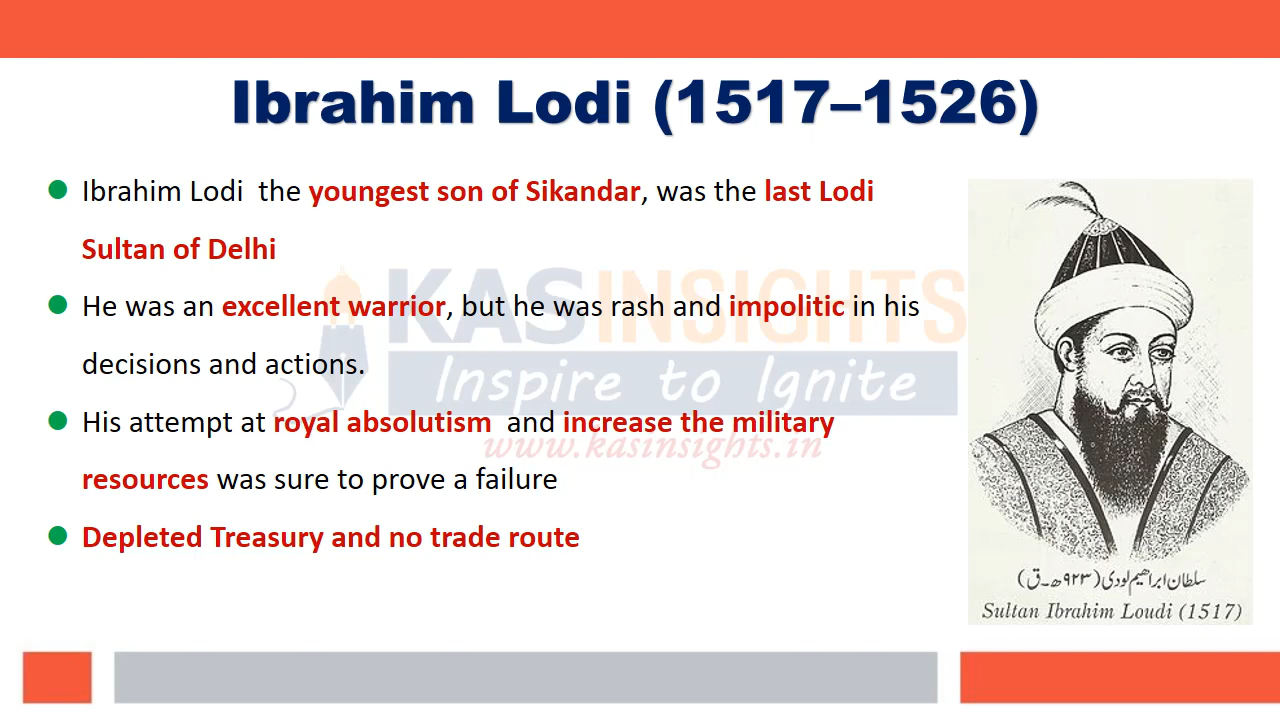 Ibrahim Lodi (1517–1526)
Ibrahim Lodi  the youngest son of Sikandar, was the last Lodi
Sultan of Delhi
He was an excellent warrior, but he was rash and impolitic in his
decisions and actions.
His attempt at royal absolutism  and increase the military
resources was sure to prove a failure
Depleted Treasury and no trade route
KAS INSIGHTS
Inspire to Ignite
www.kasinsights.in
سلطان ابراهیم لودی (۹۲۳ھ۔ق)
Sultan Ibrahim Loudi (1517)